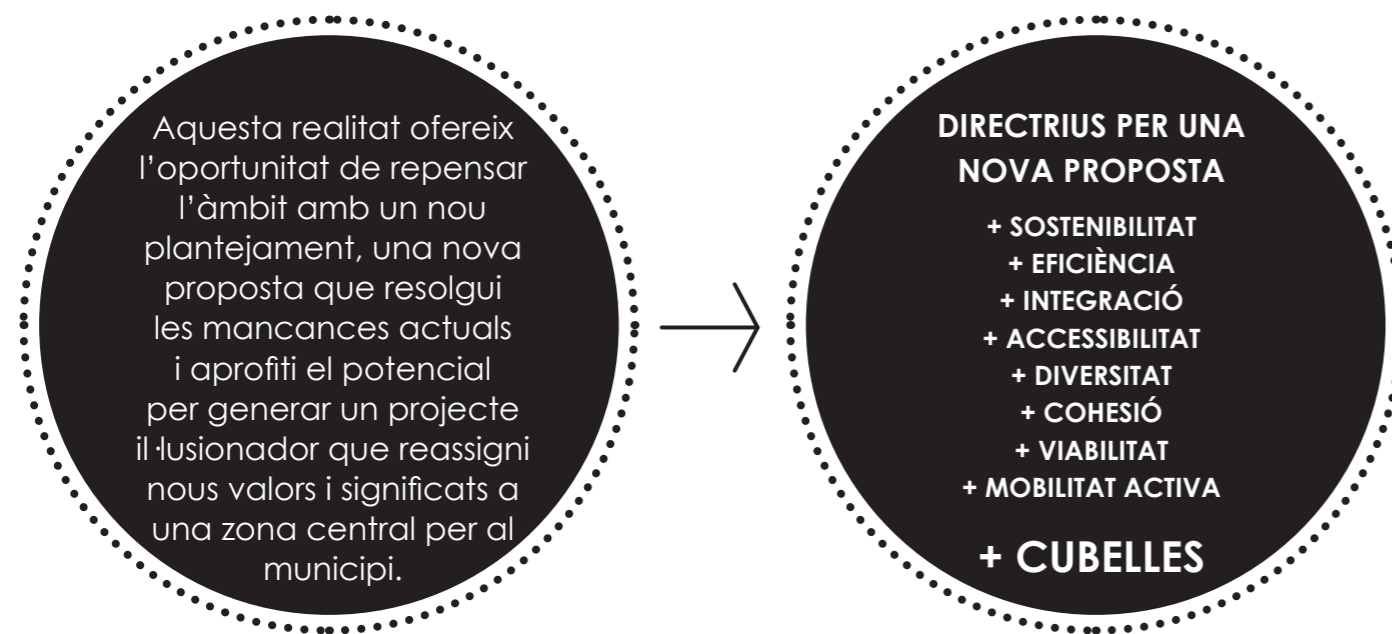 Aquesta realitat ofereix
l’oportunitat de repensar
l’àmbit amb un nou
plantejament, una nova
proposta que resolgui
les mancances actuals
i aprofiti el potencial
per generar un projecte
il·lusionador que reassigni
nous valors i significats a
una zona central per al
municipi.
DIRECTRIUS PER UNA
NOVA PROPOSTA
+ SOSTENIBILITAT
+ EFICIÈNCIA
+ INTEGRACIÓ
+ ACCESSIBILITAT
+ DIVERSITAT
+ COHESIÓ
+ VIABILITAT
+ MOBILITAT ACTIVA
+ CUBELLES